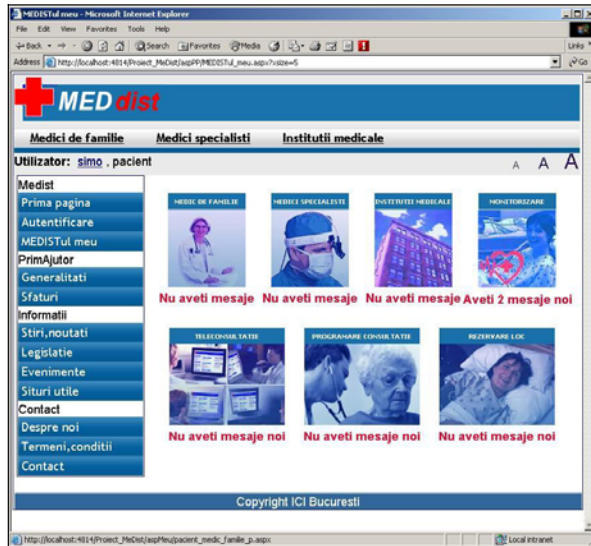 MEDISTul meu - Microsoft Internet Explorer
File Edit View Favorites Tools Help
Back Search Favorites Media Links
Address http://localhost:4814/Proiect_MeDist/aspPP/MEDISTul_meu.aspx?xsize=5 Go
MEDdist
Medici de familie Medici specialisti Institutii medicale
Utilizator: simo , pacient A A A
Medist
Prima pagina
Autentificare
MEDISTul meu
PrimAjutor
Generalitati
Sfaturi
Informatii
Stiri,noutati
Legislatie
Evenimente
Situri utile
Contact
Despre noi
Termeni,conditii
Contact
MEDIC DE FAMILIE MEDICI SPECIALISTI INSTITUTII MEDICALE MONITORIZARE
Nu aveti mesaje Nu aveti mesaje Nu aveti mesaje Aveti 2 mesaje noi
TELECONSULTATIE PROGRAMARE CONSULTATIE REZERVARE LOC
Nu aveti mesaje noi Nu aveti mesaje noi Nu aveti mesaje noi
Copyright ICI Bucuresti
http://localhost:4814/Proiect_MeDist/aspMeu/pacient_medic_familie_p.aspx Local intranet